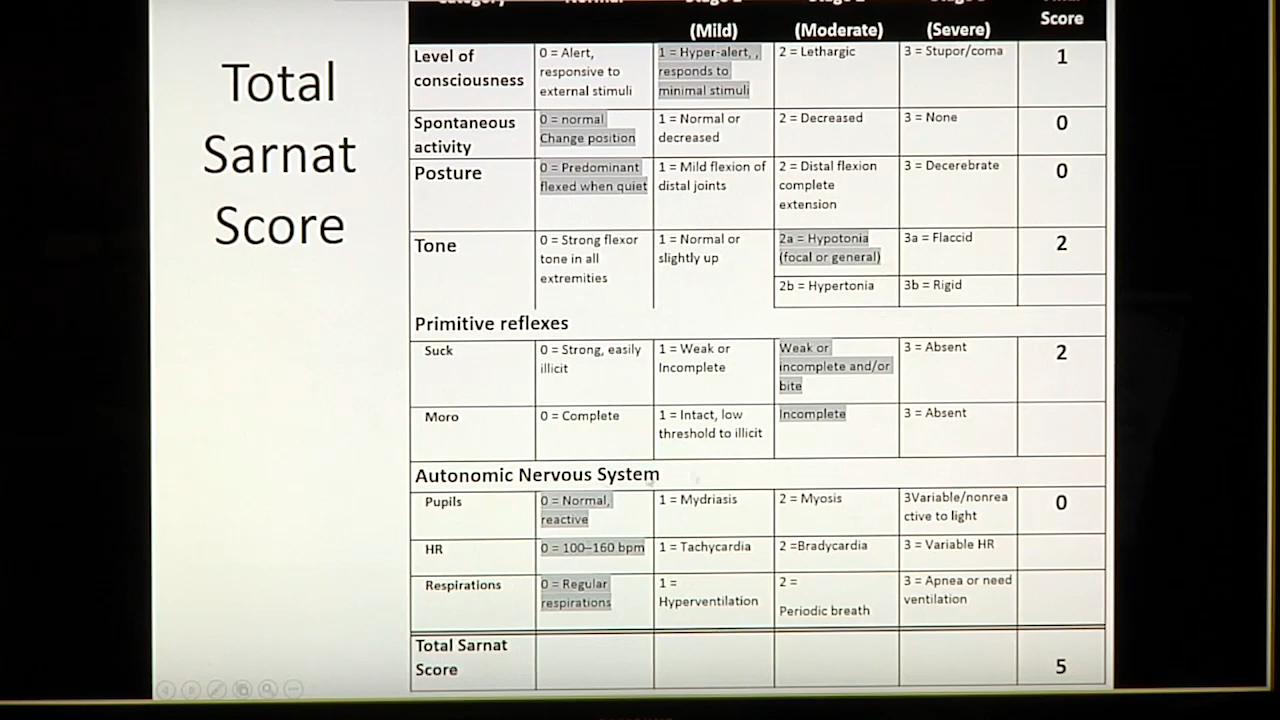 Total
Sarnat
Score
Score
(Mild) (Moderate) (Severe)
Level of
consciousness
0 = Alert,
responsive to
external stimuli
1 = Hyper-alert, ,
responds to
minimal stimuli
2 = Lethargic
3 = Stupor/coma
1
Spontaneous
activity
0 = normal
Change position
1 = Normal or
decreased
2 = Decreased
3 = None
0
Posture
0 = Predominant
flexed when quiet
1 = Mild flexion of
distal joints
2 = Distal flexion
complete
extension
3 = Decerebrate
0
Tone
0 = Strong flexor
tone in all
extremities
1 = Normal or
slightly up
2a = Hypotonia
(focal or general)
3a = Flaccid
2
2b = Hypertonia
3b = Rigid
Primitive reflexes
Suck
0 = Strong, easily
illicit
1 = Weak or
Incomplete
Weak or
incomplete and/or
bite
3 = Absent
2
Moro
0 = Complete
1 = Intact, low
threshold to illicit
Incomplete
3 = Absent
Autonomic Nervous System
Pupils
0 = Normal,
reactive
1 = Mydriasis
2 = Myosis
3Variable/nonrea
ctive to light
0
HR
0 = 100–160 bpm
1 = Tachycardia
2 =Bradycardia
3 = Variable HR
Respirations
0 = Regular
respirations
1 =
Hyperventilation
2 =
Periodic breath
3 = Apnea or need
ventilation
Total Sarnat
Score
5